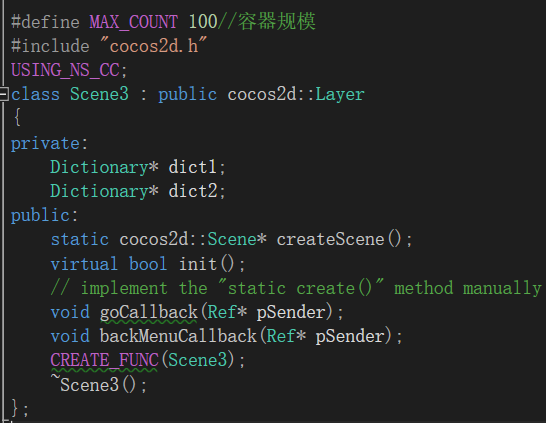 #define MAX_COUNT 100//容器规模
#include "cocos2d.h"
USING_NS_CC;
class Scene3 : public cocos2d::Layer
{
private:
    Dictionary* dict1;
    Dictionary* dict2;
public:
    static cocos2d::Scene* createScene();
    virtual bool init();
    // implement the "static create()" method manually
    void goCallback(Ref* pSender);
    void backMenuCallback(Ref* pSender);
    CREATE_FUNC(Scene3);
    ~Scene3();
};